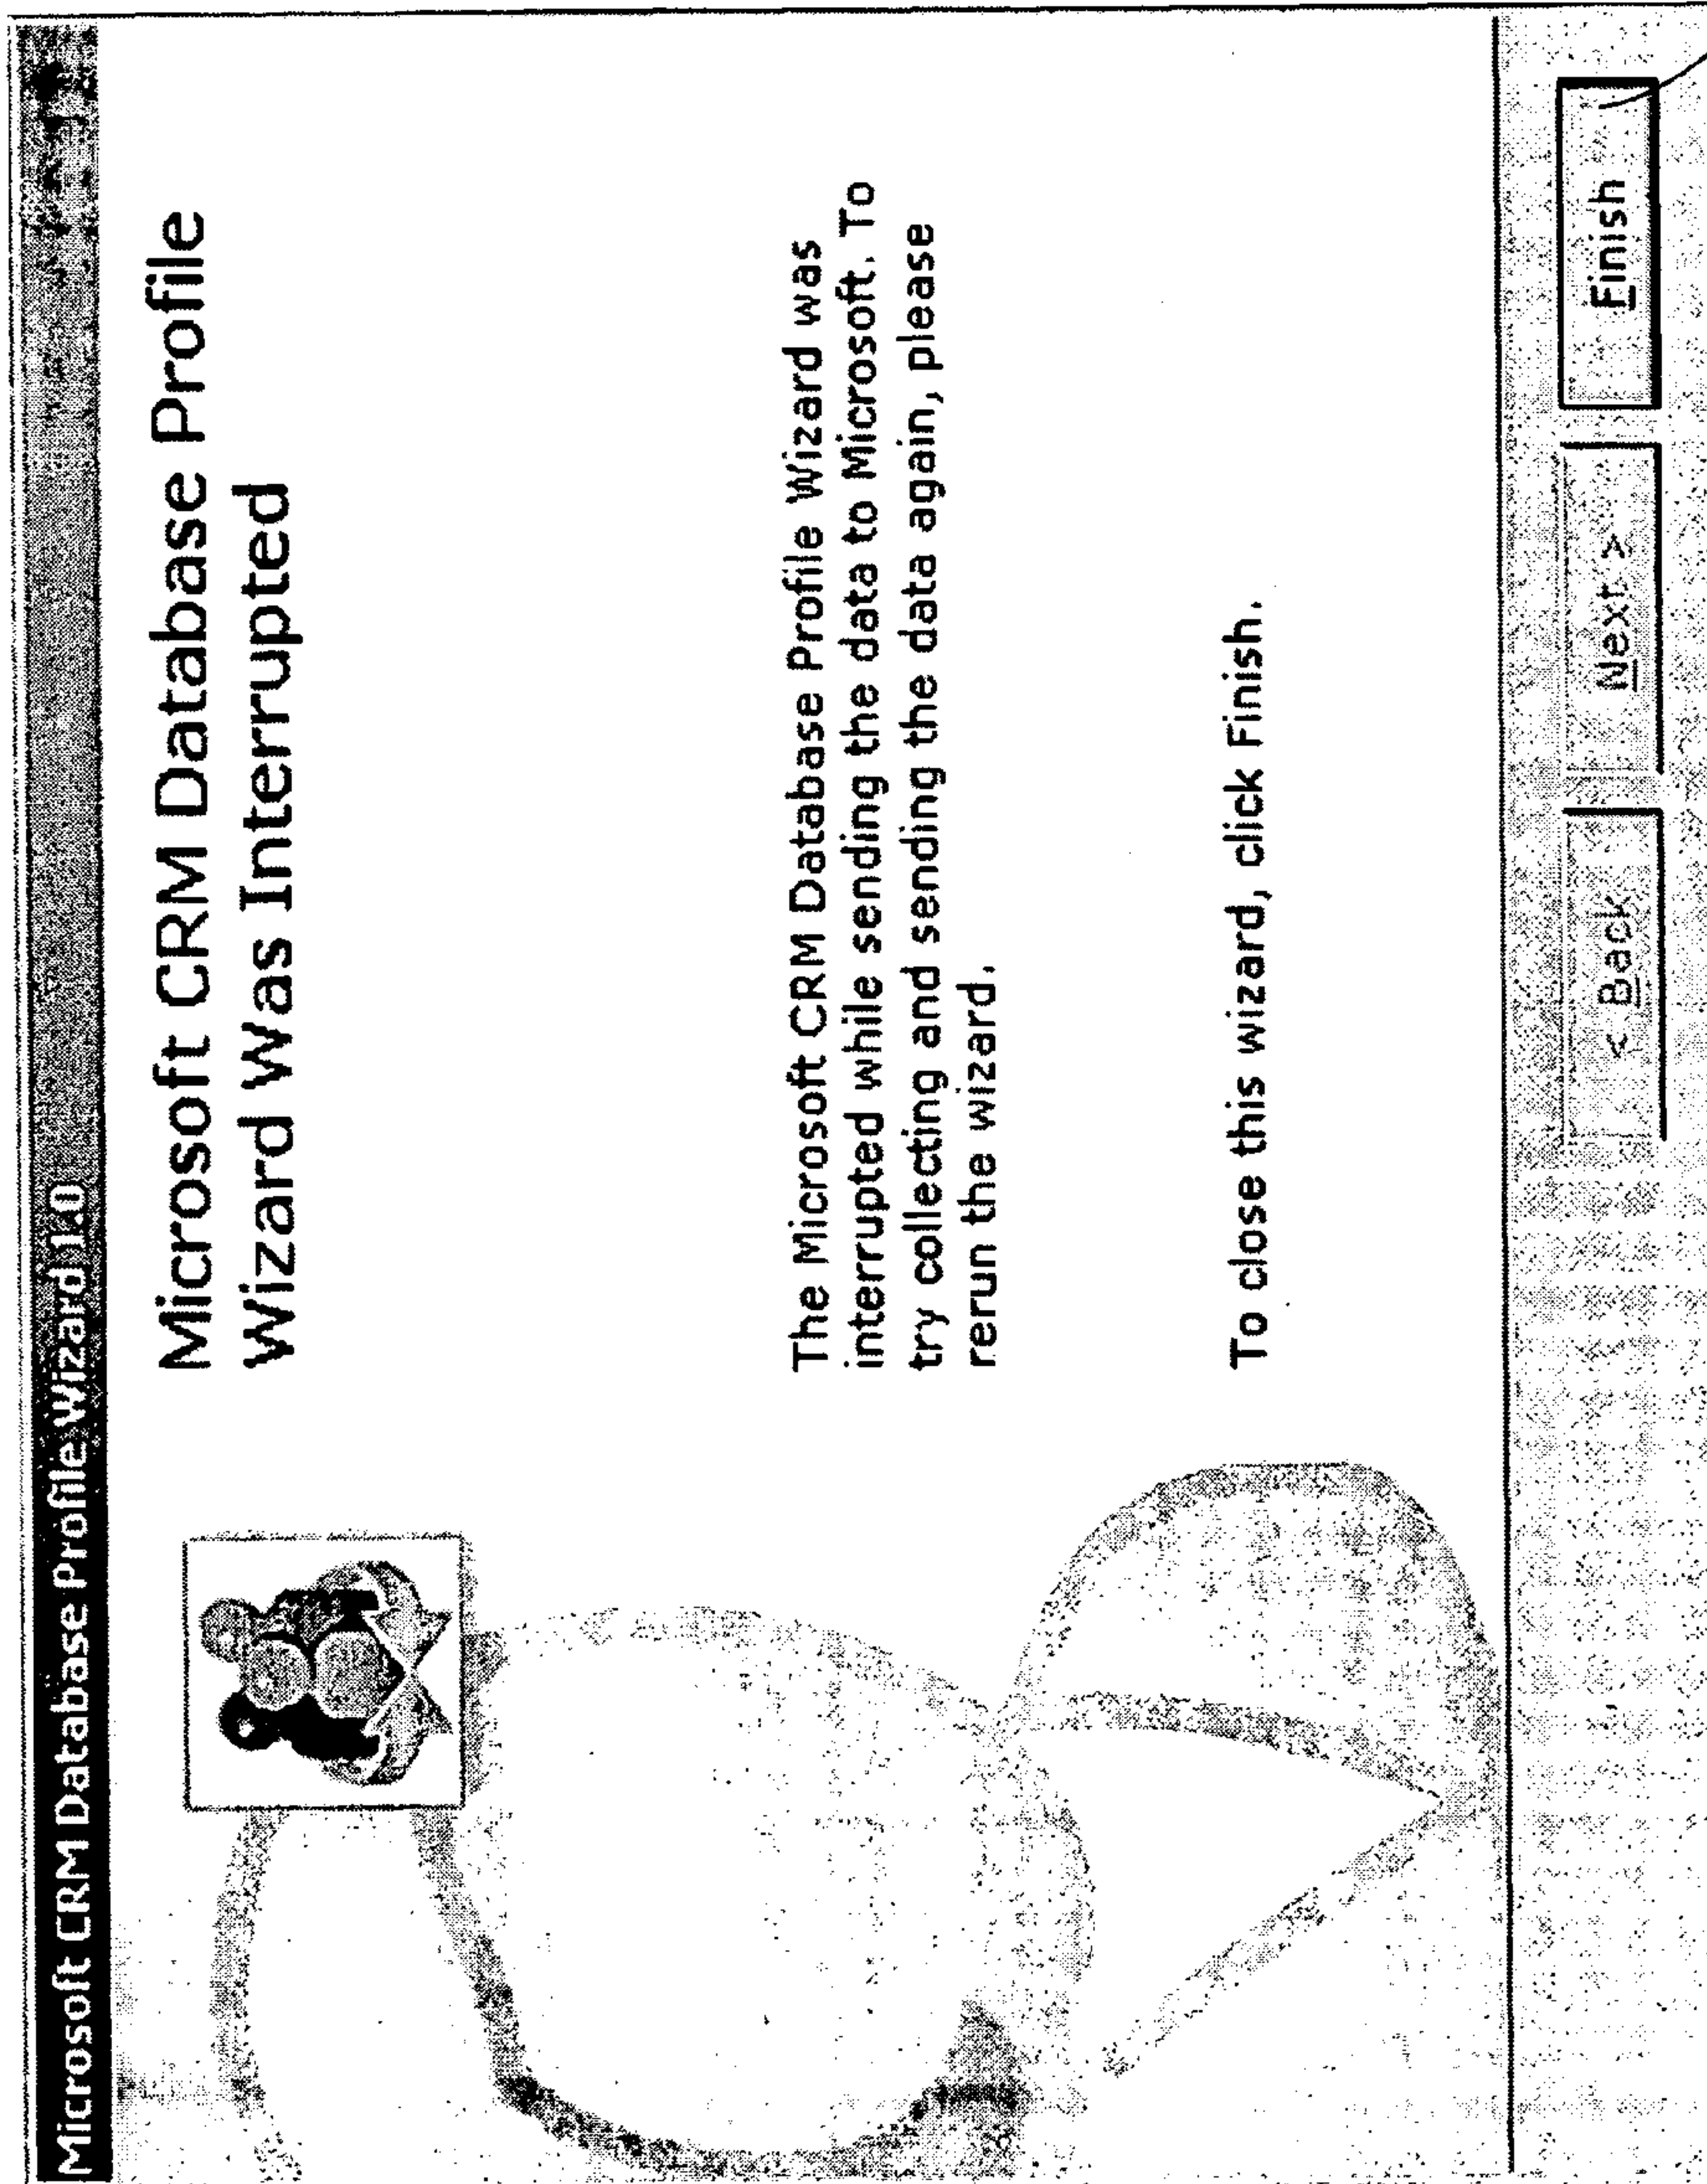 Microsoft CRM Database Profile Wizard 1.0
Microsoft CRM Database Profile
Wizard Was Interrupted
The Microsoft CRM Database Profile Wizard was
interrupted while sending the data to Microsoft. To
try collecting and sending the data again, please
rerun the wizard.
To close this wizard, click Finish.
< Back
Next >
Finish